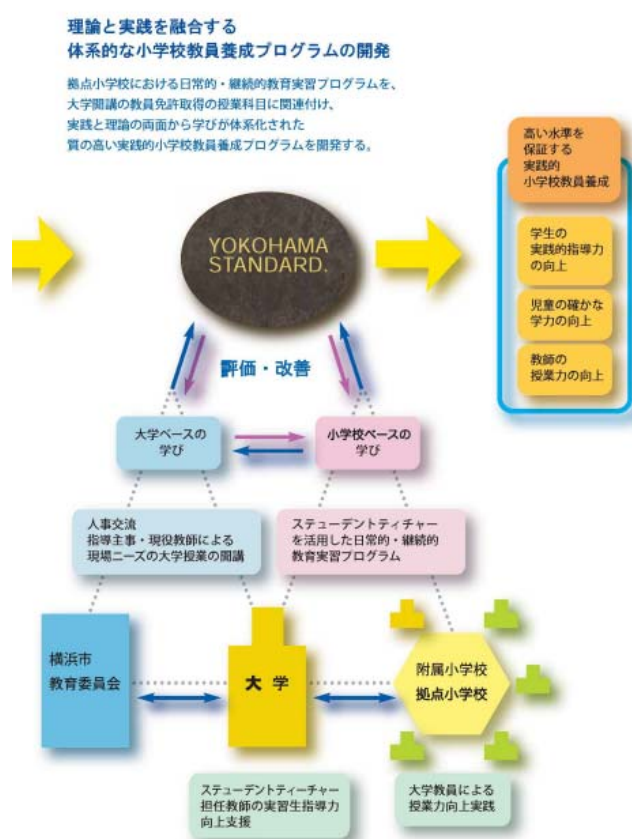 理論と実践を融合する
体系的な小学校教員養成プログラムの開発
拠点小学校における日常的・継続的教育実習プログラムを、
大学開講の教員免許取得の授業科目に関連付け、
実践と理論の両面から学びが体系化された
質の高い実践的小学校教員養成プログラムを開発する。
高い水準を
保証する
実践的
小学校教員養成
学生の
実践的指導力
の向上
児童の確かな
学力の向上
教師の
授業力の向上
YOKOHAMA
STANDARD.
評価・改善
大学ベースの
学び
小学校ベースの
学び
人事交流
指導主事・現役教師による
現場ニーズの大学授業の開講
ステューデントティチャー
を活用した日常的・継続的
教育実習プログラム
横浜市
教育委員会
大学
附属小学校
拠点小学校
ステューデントティーチャー
担任教師の実習生指導力
向上支援
大学教員による
授業力向上実践